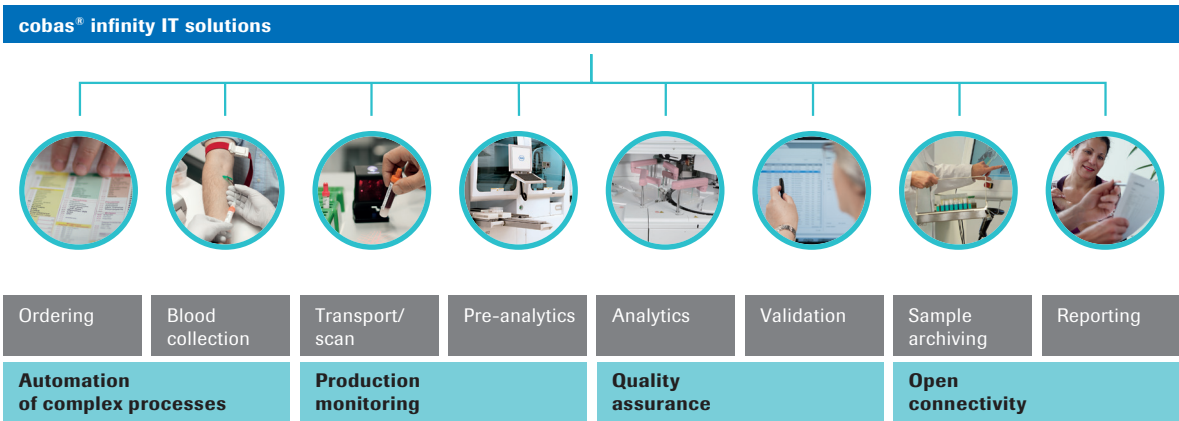 cobas® infinity IT solutions
Ordering
Blood
collection
Transport/
scan
Pre-analytics
Analytics
Validation
Sample
archiving
Reporting
Automation
of complex processes
Production
monitoring
Quality
assurance
Open
connectivity